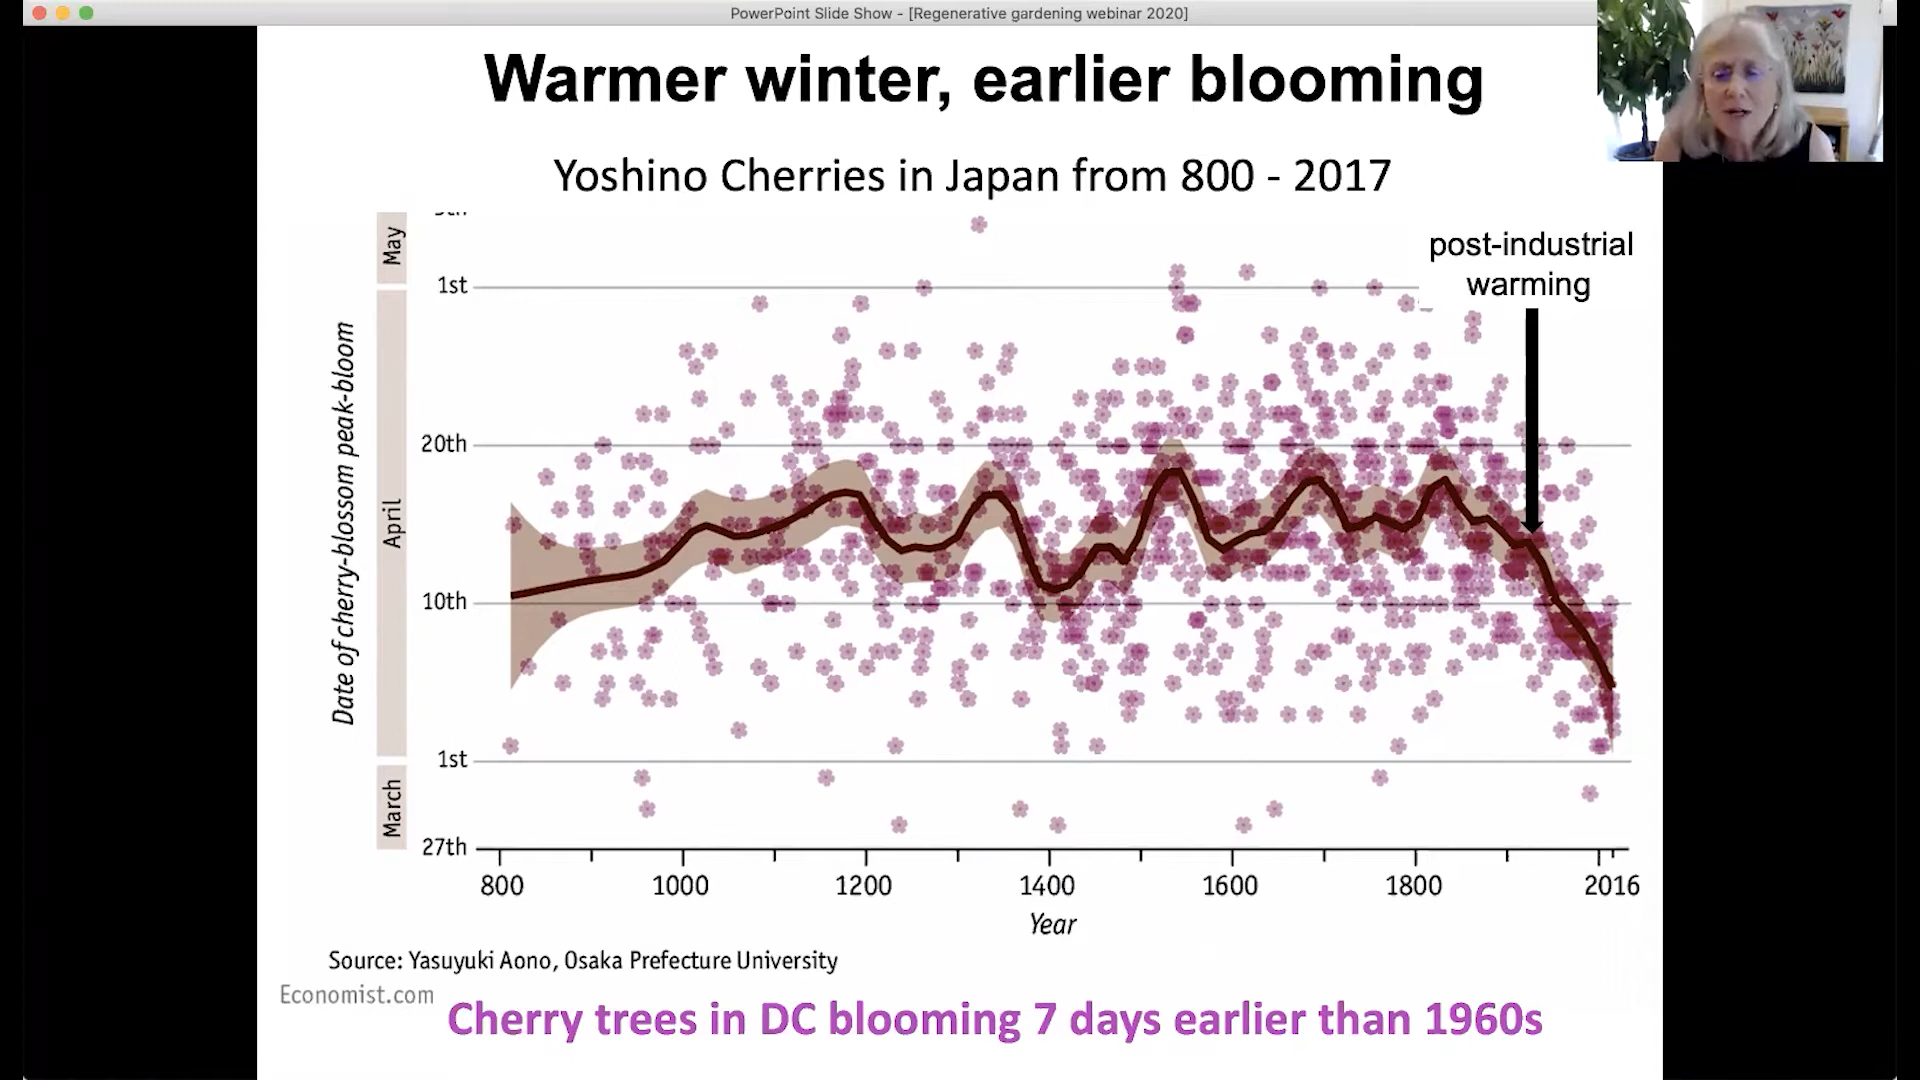 PowerPoint Slide Show - [Regenerative gardening webinar 2020]
Warmer winter, earlier blooming
Yoshino Cherries in Japan from 800 - 2017
post-industrial
warming
Date of cherry-blossom peak-bloom
May
April
March
1st
20th
10th
1st
27th
800 1000 1200 1400 1600 1800 2016
Year
Source: Yasuyuki Aono, Osaka Prefecture University
Economist.com
Cherry trees in DC blooming 7 days earlier than 1960s